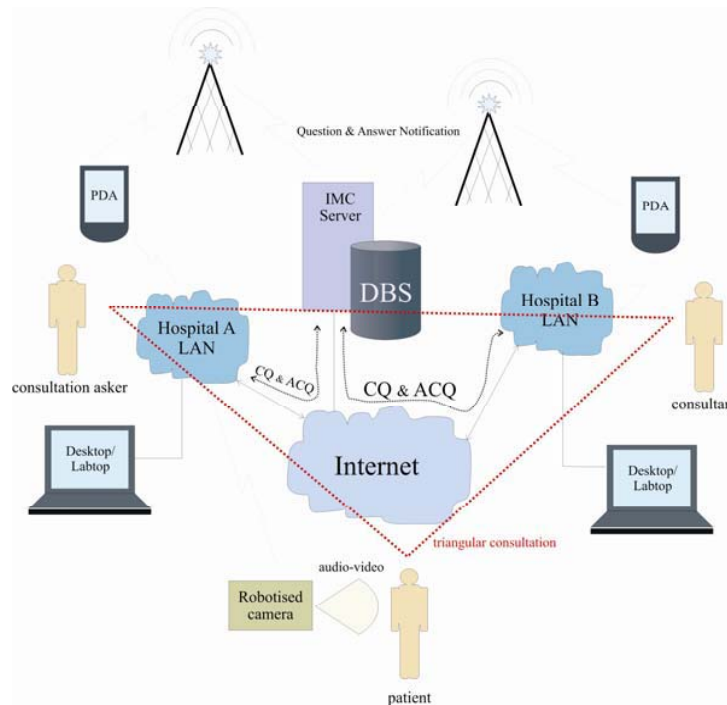 Question & Answer Notification
PDA
IMC
Server
PDA
DBS
Hospital A
LAN
Hospital B
LAN
consultation asker
CQ & ACQ
CQ & ACQ
consultan
Internet
Desktop/
Labtop
Desktop/
Labtop
triangular consultation
audio-video
Robotised
camera
patient